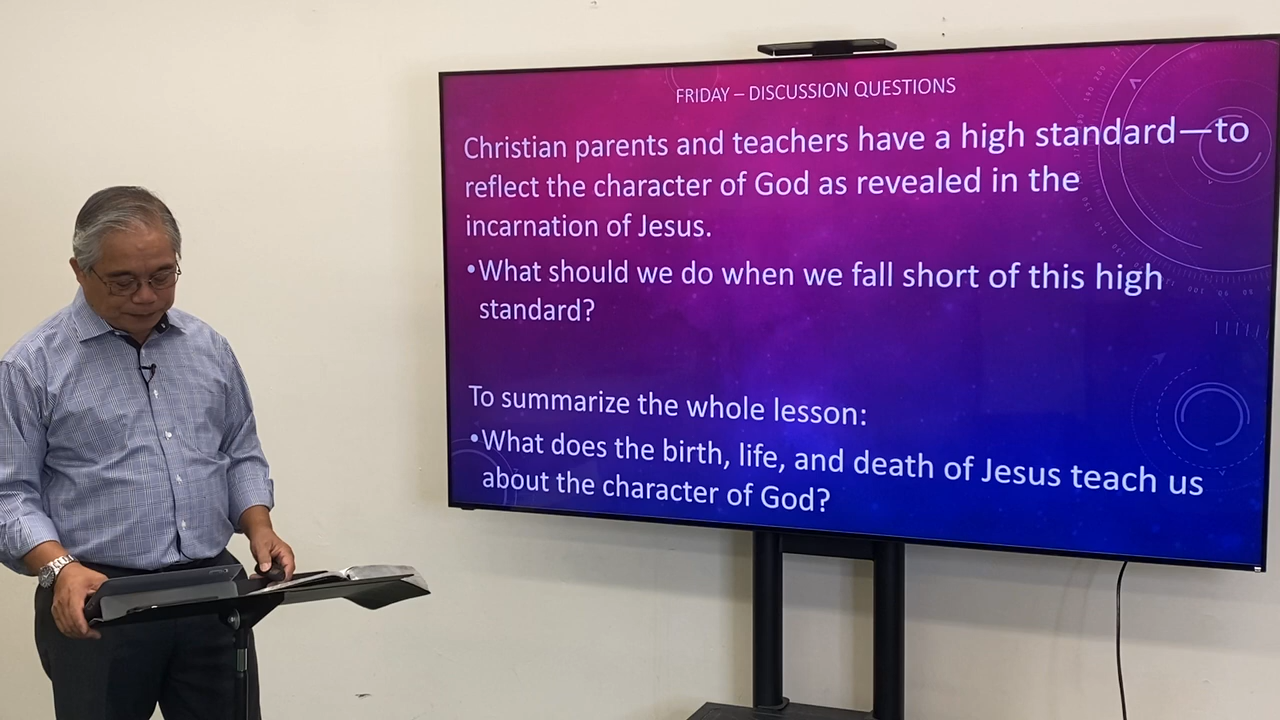 FRIDAY – DISCUSSION QUESTIONS
Christian parents and teachers have a high standard—to
reflect the character of God as revealed in the
incarnation of Jesus.
•What should we do when we fall short of this high
standard?
To summarize the whole lesson:
•What does the birth, life, and death of Jesus teach us
about the character of God?